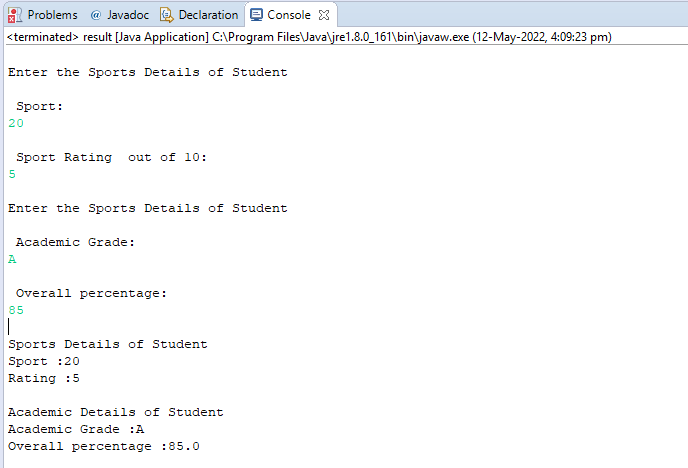 Problems @ Javadoc Declaration Console
<terminated> result [Java Application] C:\Program Files\Java\jre1.8.0_161\bin\javaw.exe (12-May-2022, 4:09:23 pm)
Enter the Sports Details of Student
Sport:
20
Sport Rating  out of 10:
5
Enter the Sports Details of Student
Academic Grade:
A
Overall percentage:
85
Sports Details of Student
Sport :20
Rating :5
Academic Details of Student
Academic Grade :A
Overall percentage :85.0